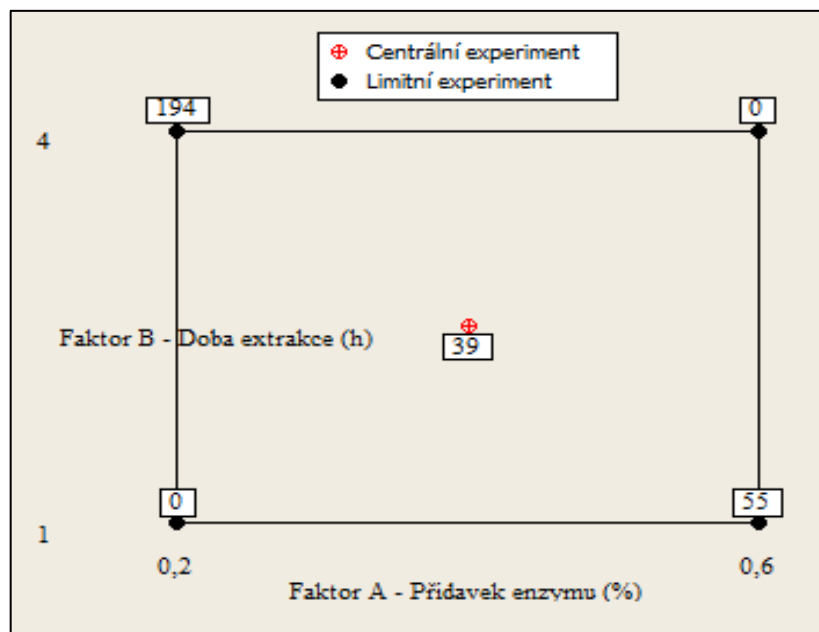 Centrální experiment
Limitní experiment
194
0
4
Faktor B - Doba extrakce (h)
39
0
55
1
0,2
0,6
Faktor A - Přídavek enzymu (%)